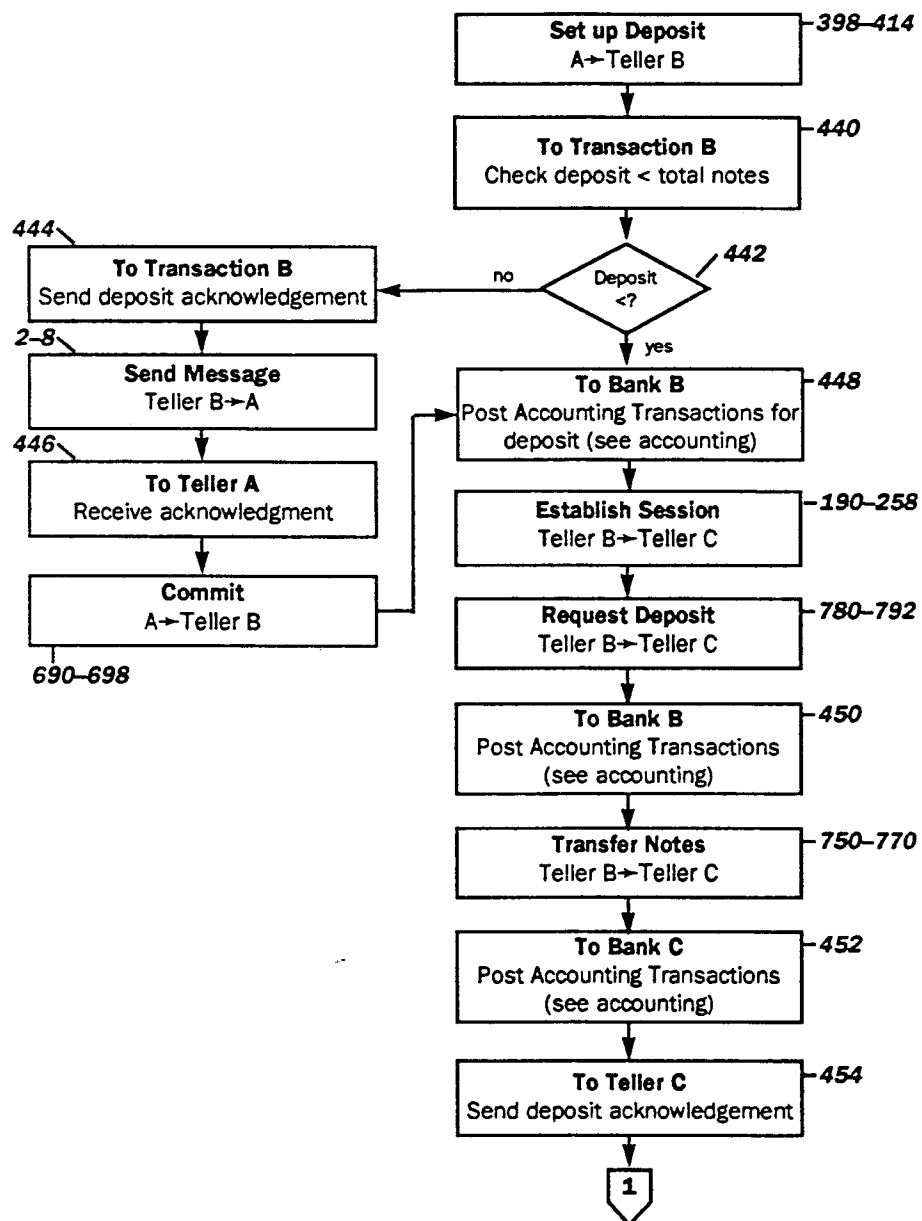 Set up Deposit
A→Teller B
398–414
To Transaction B
Check deposit < total notes
440
Deposit
<?
442
no
yes
444
To Transaction B
Send deposit acknowledgement
2–8
Send Message
Teller B→A
446
To Teller A
Receive acknowledgment
Commit
A→Teller B
690–698
To Bank B
Post Accounting Transactions for
deposit (see accounting)
448
Establish Session
Teller B→Teller C
190–258
Request Deposit
Teller B→Teller C
780–792
To Bank B
Post Accounting Transactions
(see accounting)
450
Transfer Notes
Teller B→Teller C
750–770
To Bank C
Post Accounting Transactions
(see accounting)
452
To Teller C
Send deposit acknowledgement
454
1